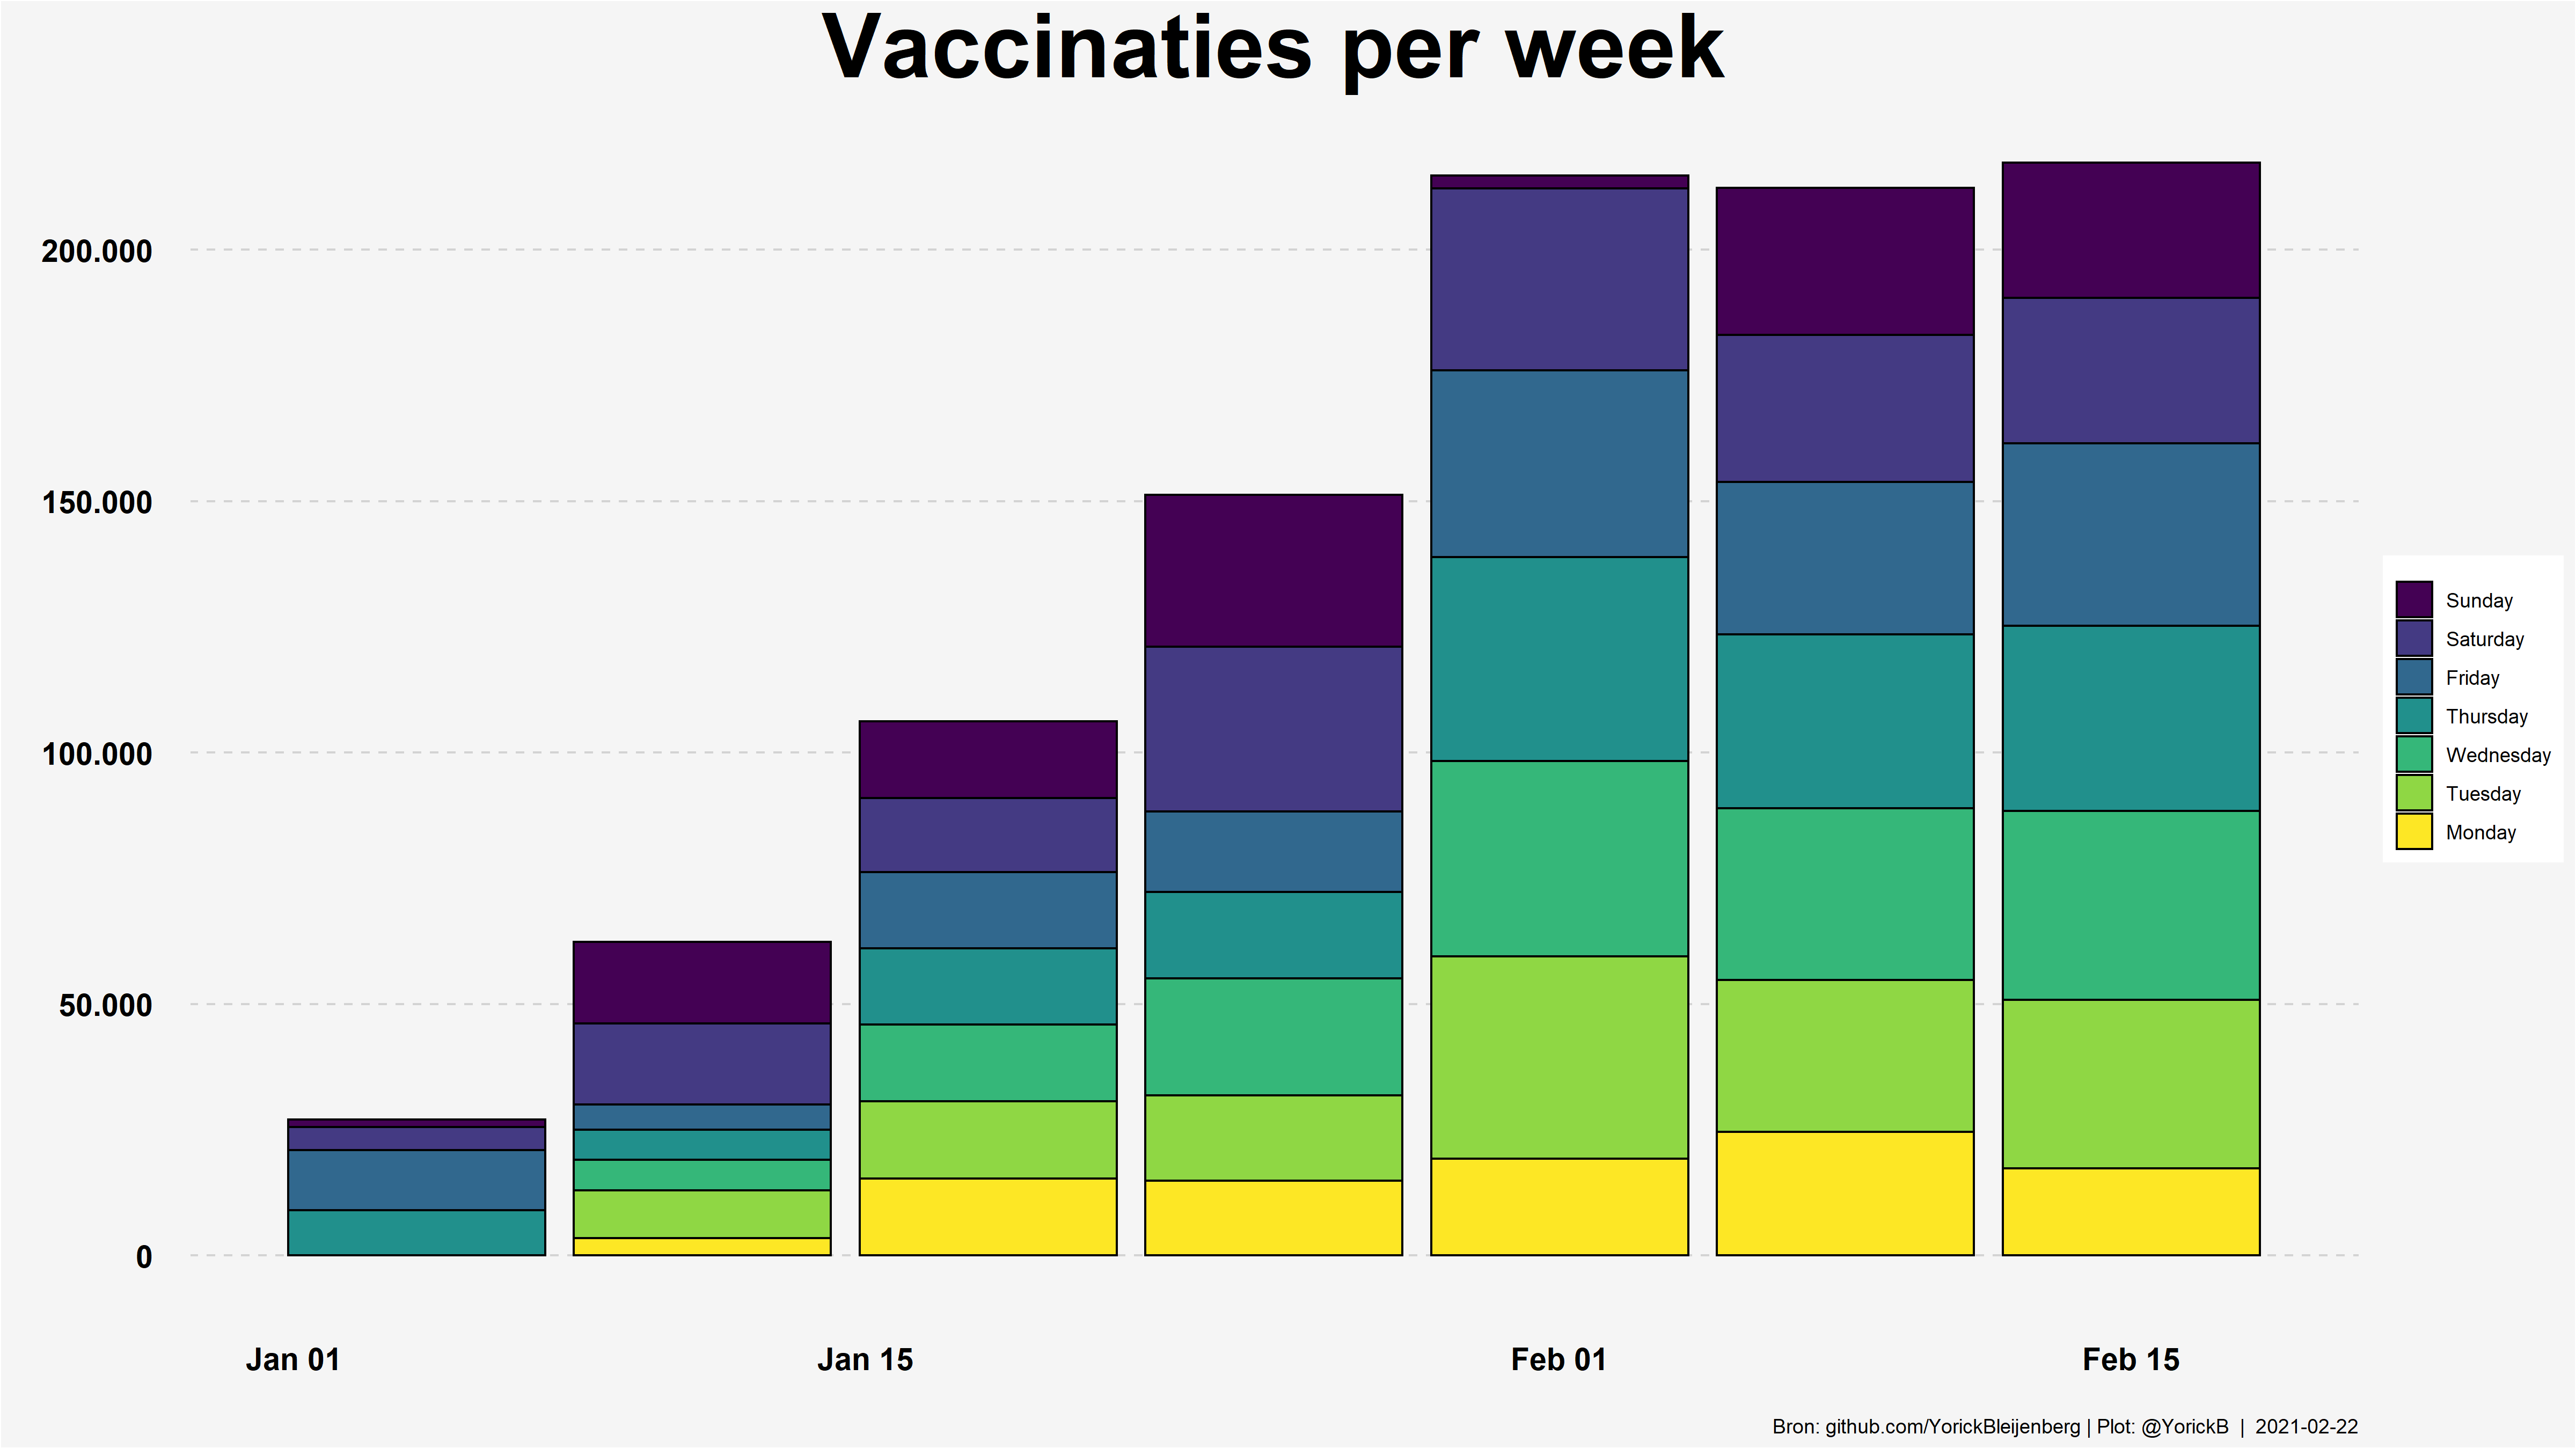 Vaccinaties per week
200.000
150.000
100.000
50.000
0
Sunday
Saturday
Friday
Thursday
Wednesday
Tuesday
Monday
Jan 01 Jan 15 Feb 01 Feb 15
Bron: github.com/YorickBleijenberg | Plot: @YorickB | 2021-02-22